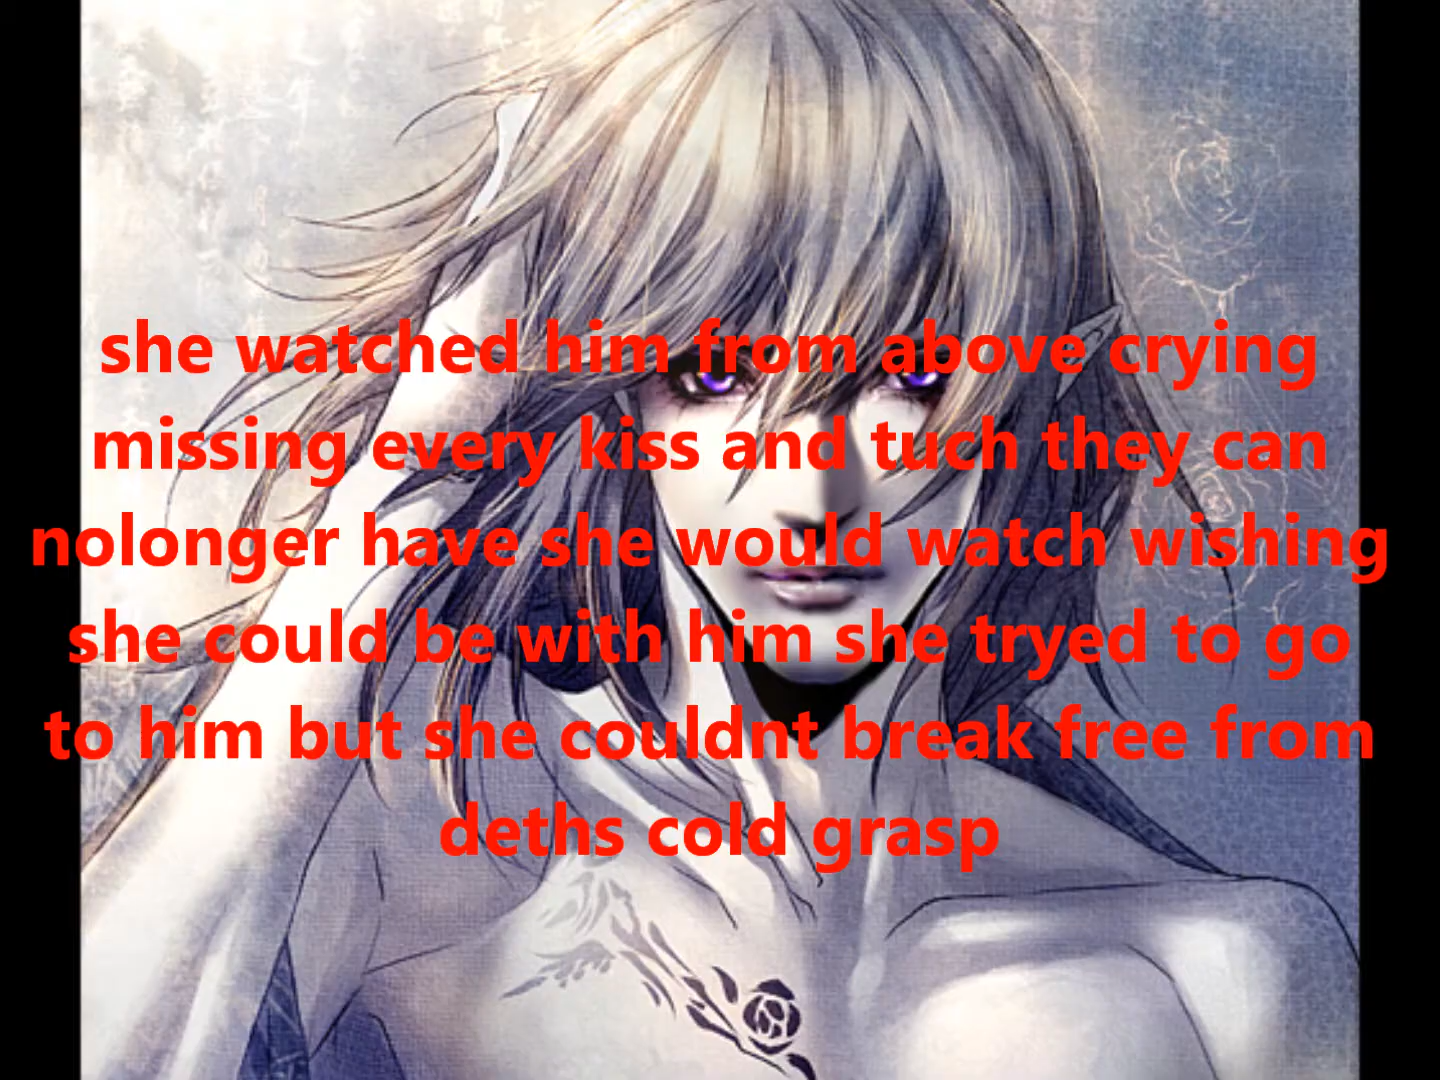 she watched him from above crying
missing every kiss and tuch they can
nolonger have she would watch wishing
she could be with him she tryed to go
to him but she couldnt break free from
deths cold grasp